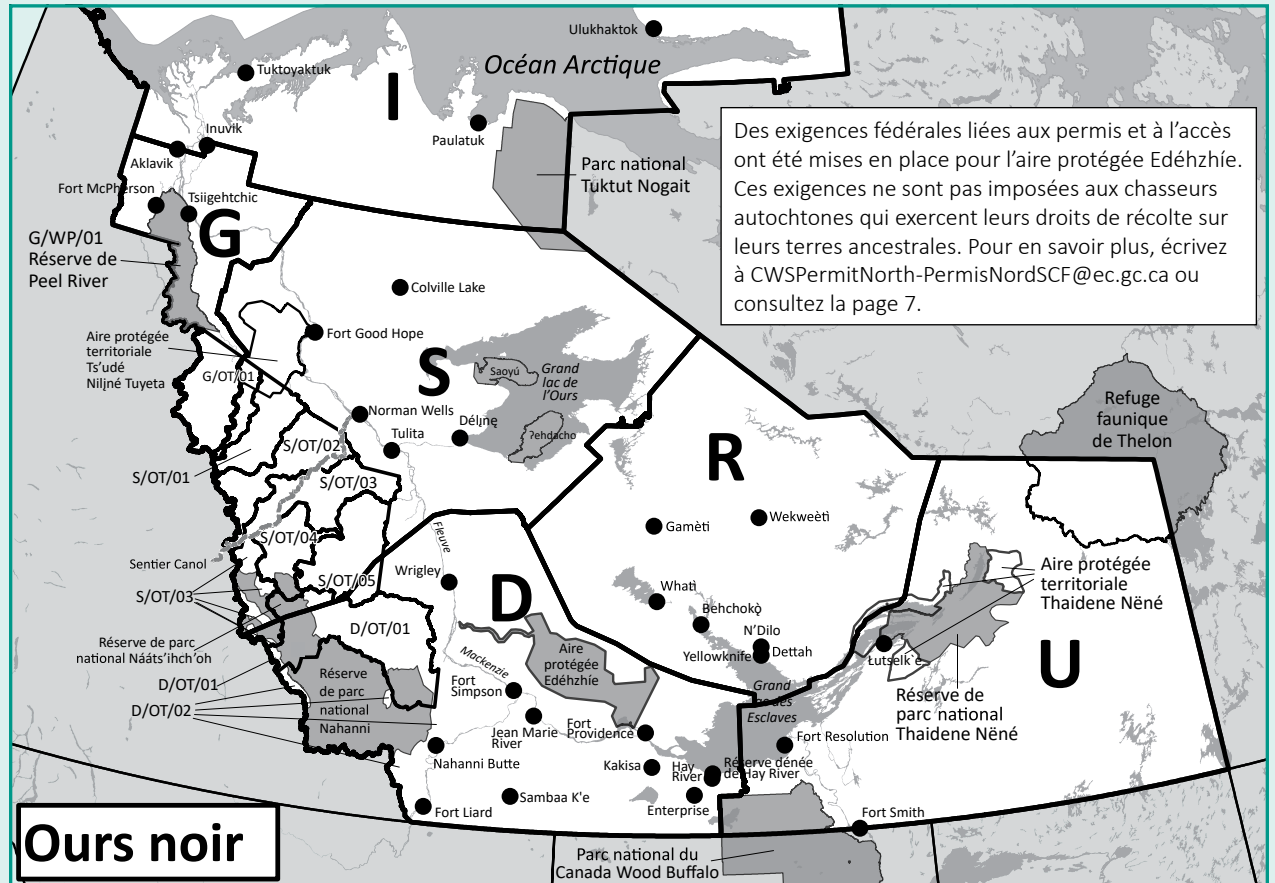 Ulukhaktok
Océan Arctique
Tuktoyaktuk
I
Inuvik
Paulatuk
Aklavik
Parc national
Tuktut Nogait
Des exigences fédérales liées aux permis et à l'accès
ont été mises en place pour l'aire protégée Edéhzhíe.
Ces exigences ne sont pas imposées aux chasseurs
autochtones qui exercent leurs droits de récolte sur
leurs terres ancestrales. Pour en savoir plus, écrivez
à CWSPermitNorth-PermisNordSCF@ec.gc.ca ou
consultez la page 7.
Fort McPherson
Tsiigehtchic
G
G/WP/01
Réserve de
Peel River
Colville Lake
Fort Good Hope
Aire protégée
territoriale
Ts'udé
Nilįné Tuyeta
G/OT/01
S
Saoyú
Grand
lac de
l'Ours
Norman Wells
Délı̨nę
Tulita
ʔehdacho
Refuge
faunique
de Thelon
S/OT/02
S/OT/01
S/OT/03
R
Gamètì
Wekweètì
S/OT/04
Fleuve
Sentier Canol
S/OT/05
Wrigley
S/OT/03
Whatì
Behchokǫ̀
D
Aire protégée
territoriale
Thaidene Nëné
D/OT/01
Réserve de parc
national Nááts'ihch'oh
N'Dilo
Yellowknife
Dettah
Łutselk'e
U
Mackenzie
Aire
protégée
Edéhzhíe
D/OT/01
Réserve
de parc
national
Nahanni
D/OT/02
Fort
Simpson
Grand
lac des
Esclaves
Réserve de
parc national
Thaidene Nëné
Jean Marie
River
Fort
Providence
Fort Resolution
Nahanni Butte
Kakisa
Hay
River
Réserve dénée
de Hay River
Fort Liard
Sambaa K'e
Enterprise
Fort Smith
Ours noir
Parc national du
Canada Wood Buffalo